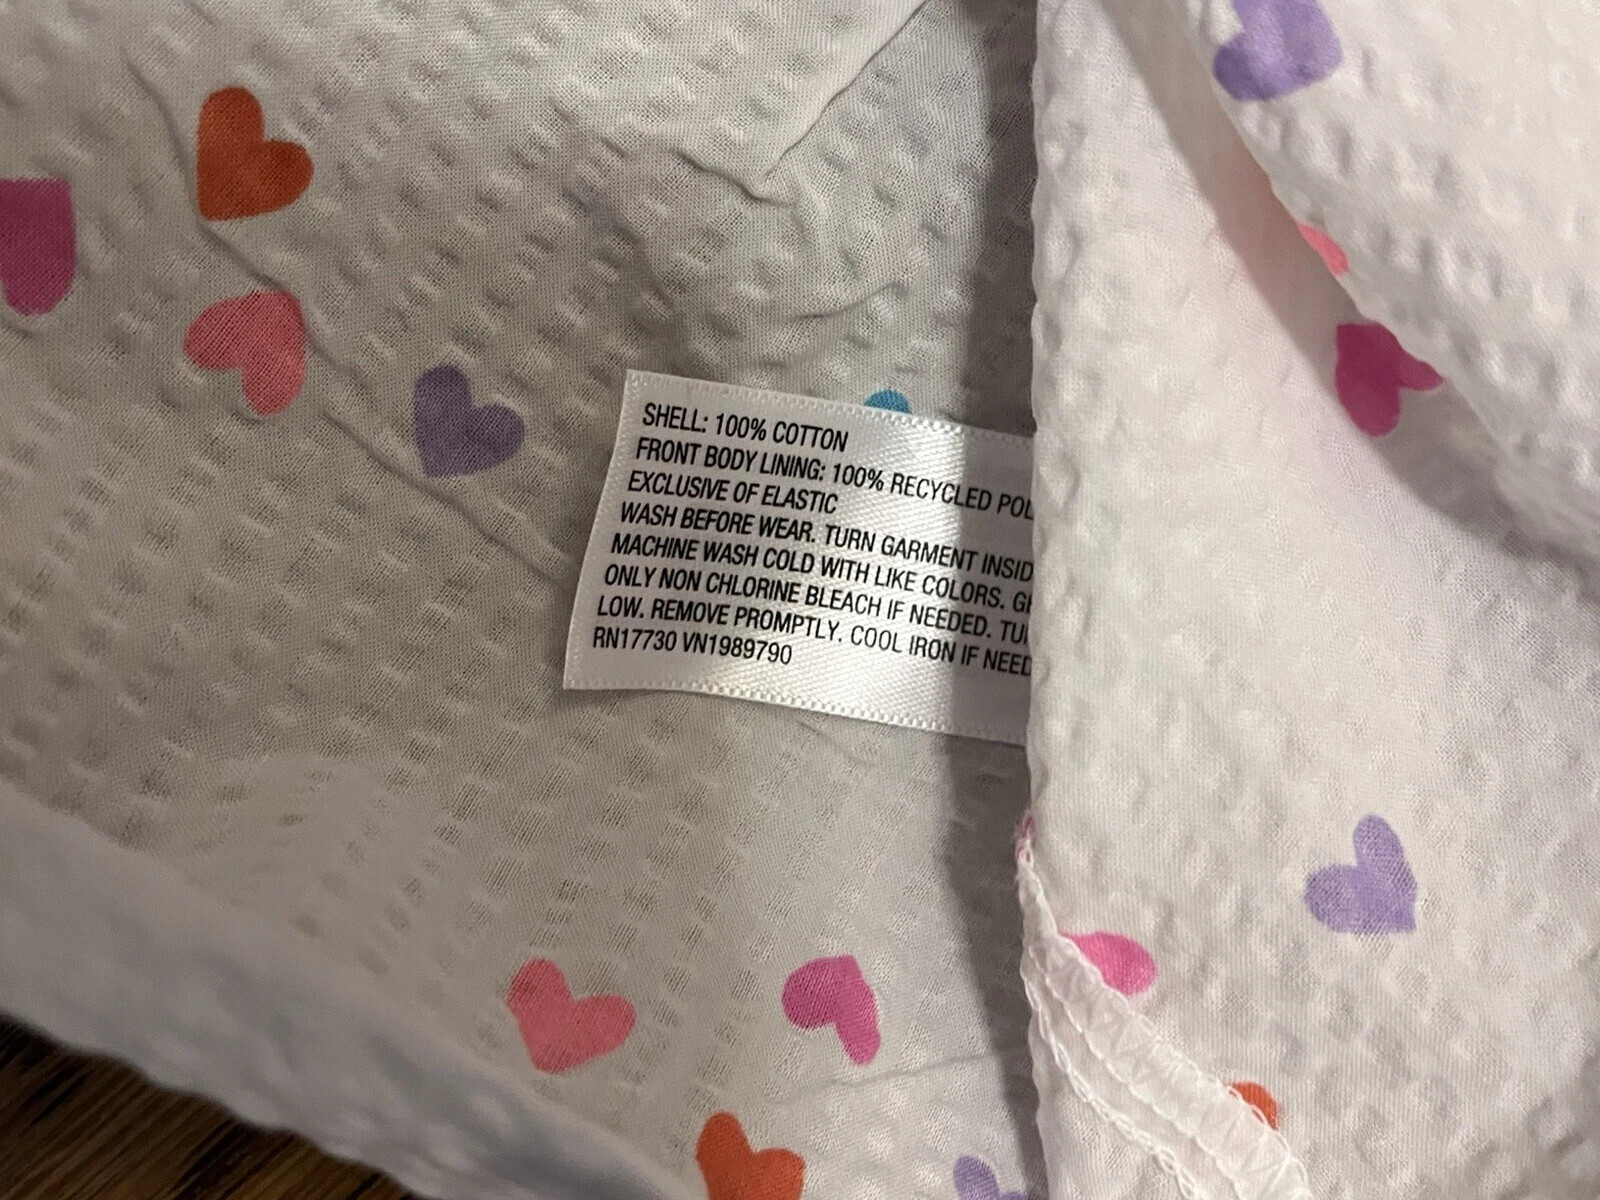 SHELL: 100% COTTON
FRONT BODY LINING: 100% RECYCLED POL
EXCLUSIVE OF ELASTIC
WASH BEFORE WEAR. TURN GARMENT INSID
MACHINE WASH COLD WITH LIKE COLORS. GE
ONLY NON CHLORINE BLEACH IF NEEDED. TU
LOW. REMOVE PROMPTLY. COOL IRON IF NEED
RN17730 VN1989790